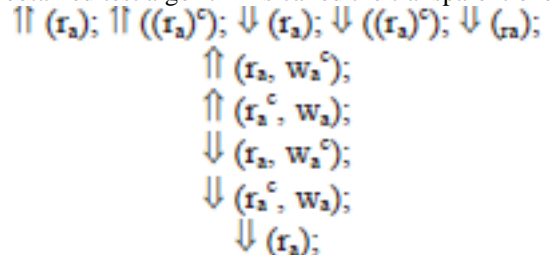 ⇑ (rₐ); ⇑ ((rₐ)ᶜ); ⇓ (rₐ); ⇓ ((rₐ)ᶜ); ⇓ (ᵣₐ);
⇑ (rₐ, wₐᶜ);
⇑ (rₐᶜ, wₐ);
⇓ (rₐ, wₐᶜ);
⇓ (rₐᶜ, wₐ);
⇓ (rₐ);